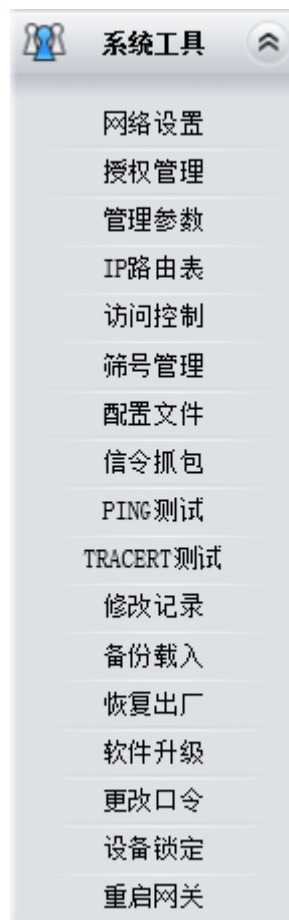 系统工具
网络设置
授权管理
管理参数
IP路由表
访问控制
筛号管理
配置文件
信令抓包
PING测试
TRACERT测试
修改记录
备份载入
恢复出厂
软件升级
更改口令
设备锁定
重启网关